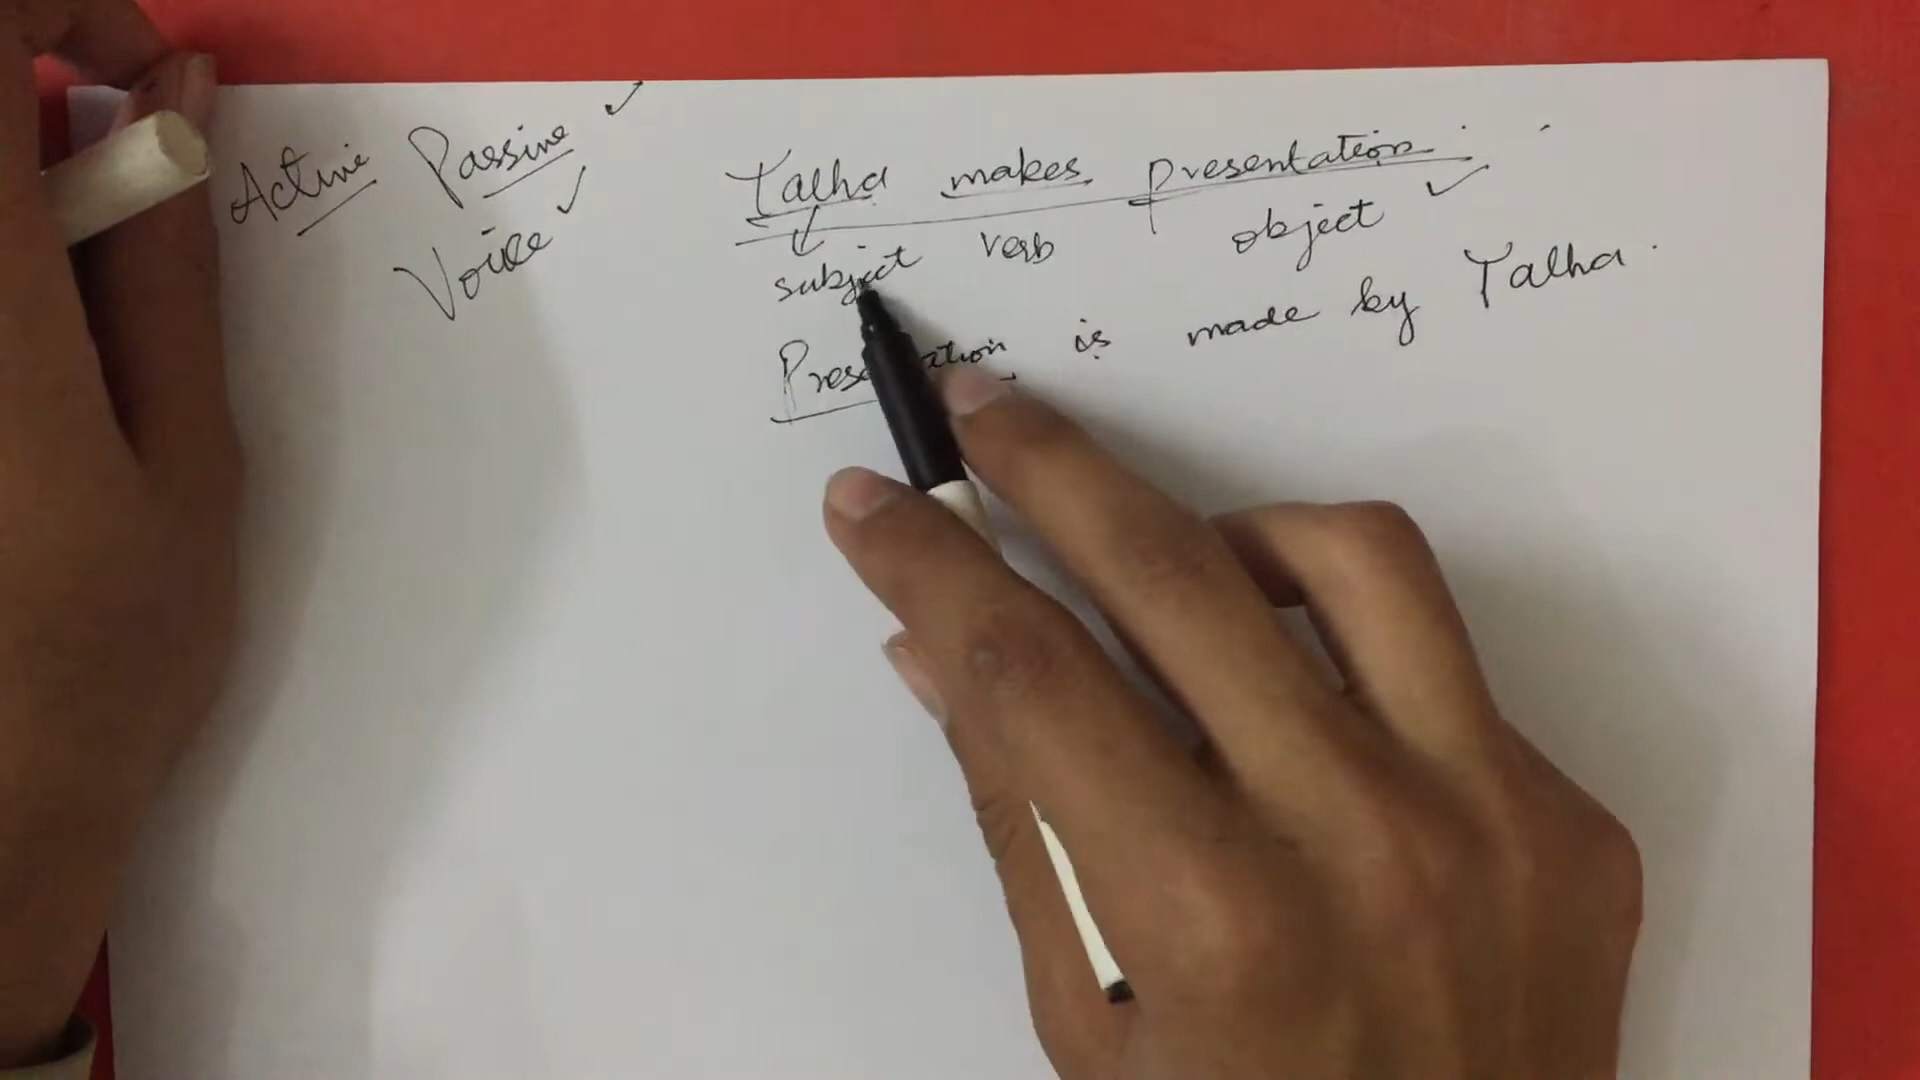 Active Passive
Voice
Talha makes presentation.
subject verb object
Presentation is made by Talha.